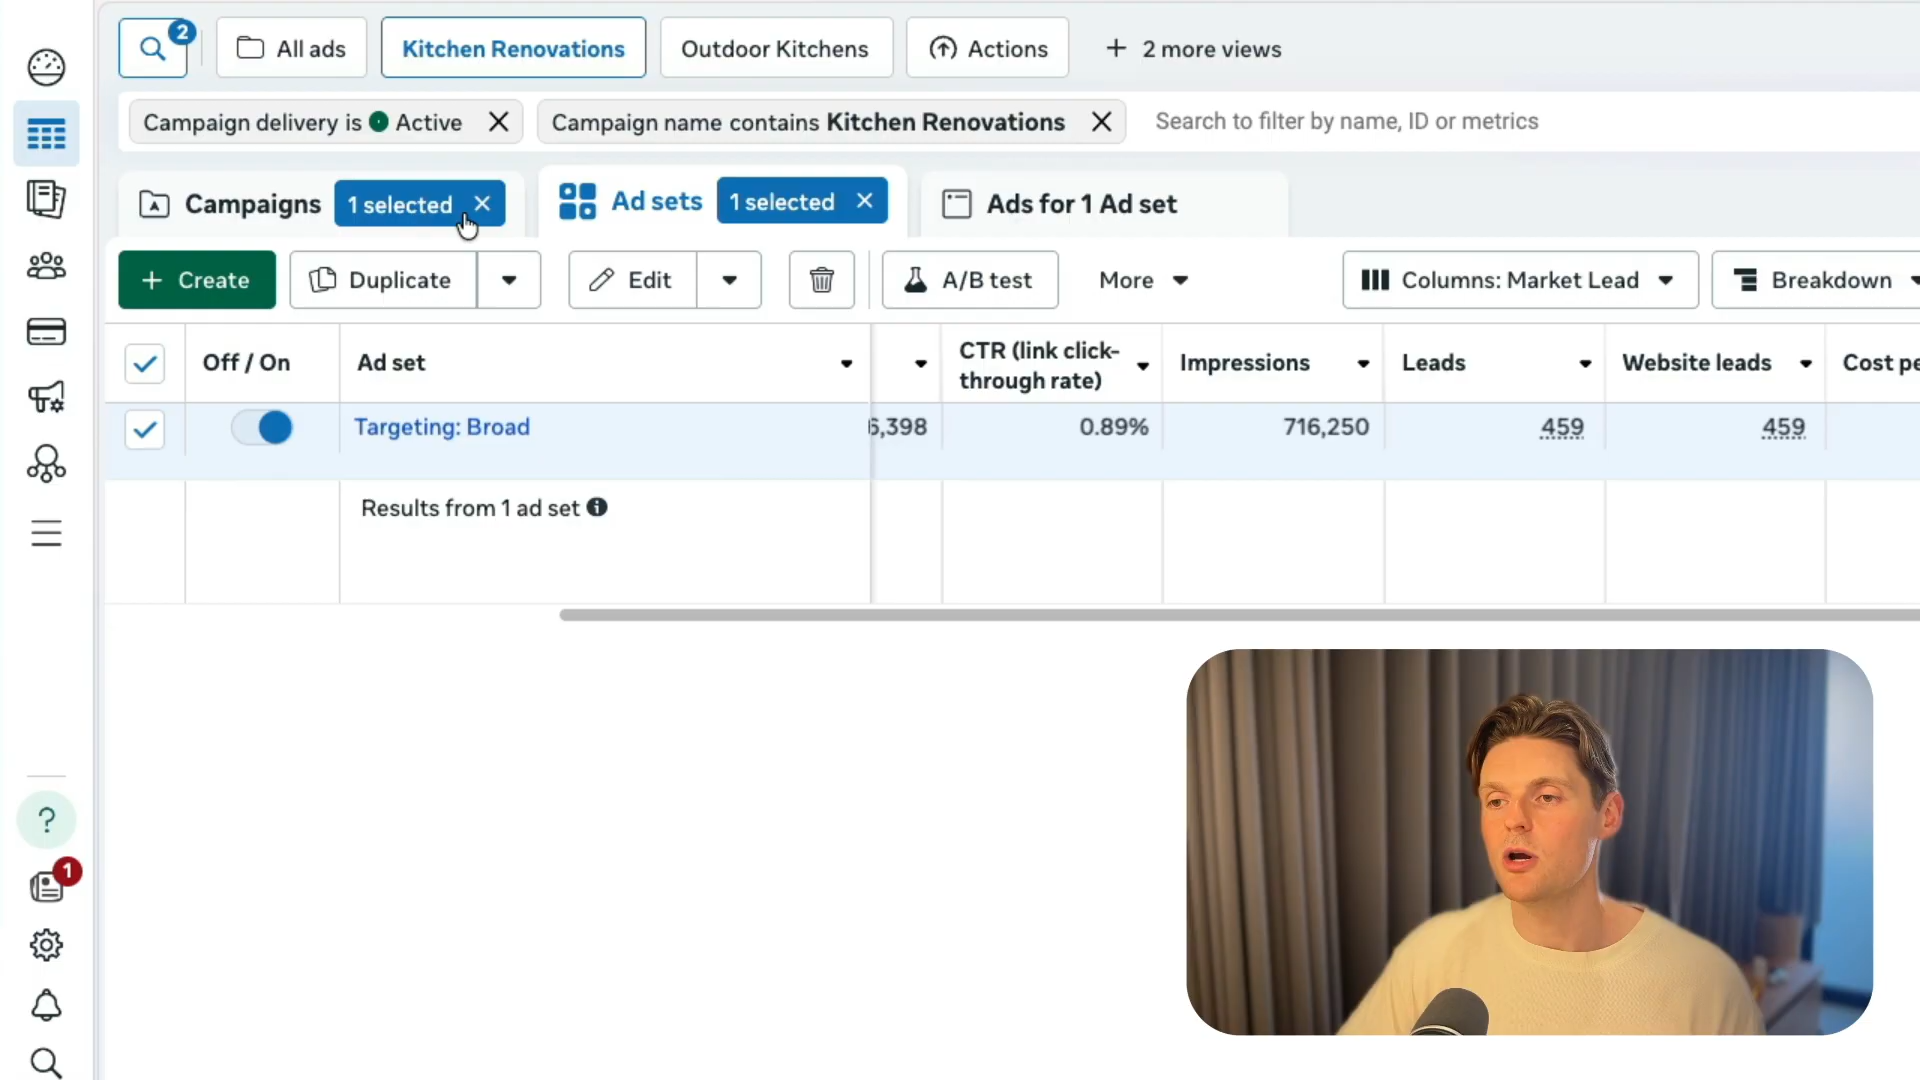 2
All ads
Kitchen Renovations
Outdoor Kitchens
Actions
+ 2 more views
Campaign delivery is Active
Campaign name contains Kitchen Renovations
Search to filter by name, ID or metrics
Campaigns
1 selected
Ad sets
1 selected
Ads for 1 Ad set
+ Create
Duplicate
Edit
A/B test
More
Columns: Market Lead
Breakdown
Off / On
Ad set
CTR (link click-
through rate)
Impressions
Leads
Website leads
Cost pe
Targeting: Broad
6,398
0.89%
716,250
459
459
Results from 1 ad set
?
1